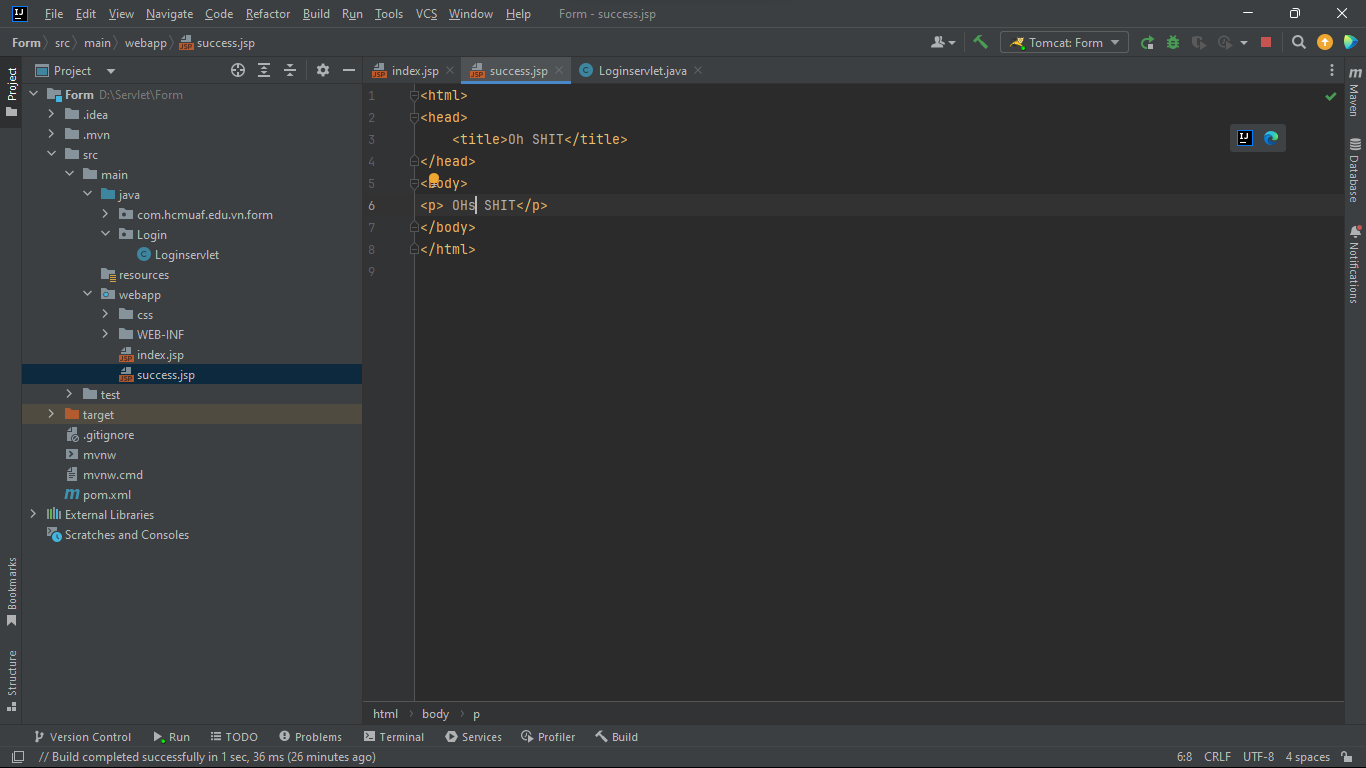 File Edit View Navigate Code Refactor Build Run Tools VCS Window Help Form - success.jsp
Form src main webapp success.jsp Tomcat: Form
Project
index.jsp success.jsp Loginservlet.java
Form D:\Servlet\Form
.idea
.mvn
src
main
java
com.hcmuaf.edu.vn.form
Login
Loginservlet
resources
webapp
css
WEB-INF
index.jsp
success.jsp
test
target
.gitignore
mvnw
mvnw.cmd
pom.xml
External Libraries
Scratches and Consoles
1 <html>
2 <head>
3 <title>Oh SHIT</title>
4 </head>
5 <body>
6 <p> OHs SHIT</p>
7 </body>
8 </html>
9
html body p
Project
Bookmarks
Structure
Maven
Database
Notifications
Version Control Run TODO Problems Terminal Services Profiler Build
// Build completed successfully in 1 sec, 36 ms (26 minutes ago) 6:8 CRLF UTF-8 4 spaces